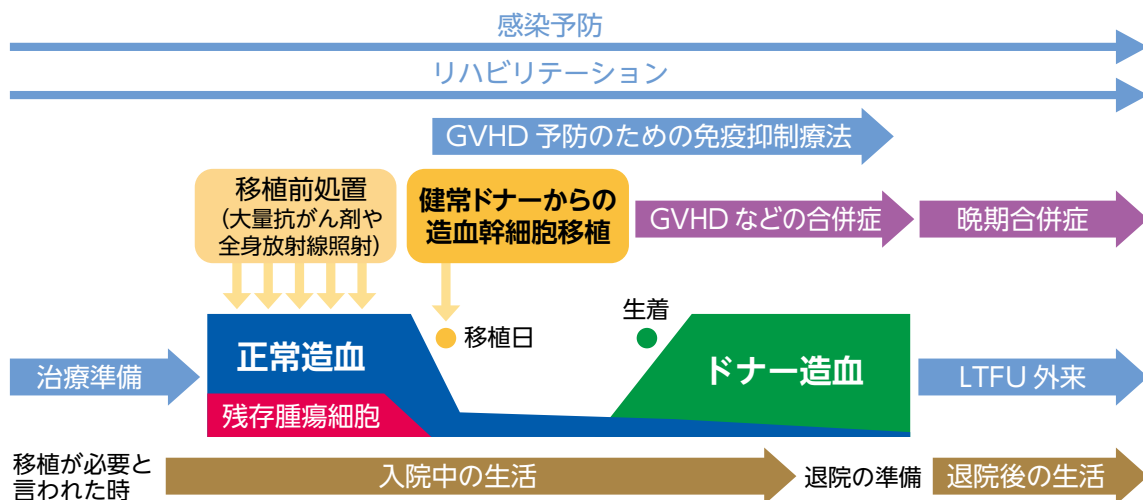 感染予防
リハビリテーション
GVHD 予防のための免疫抑制療法
移植前処置
(大量抗がん剤や
全身放射線照射)
健常ドナーからの
造血幹細胞移植
GVHD などの合併症
晩期合併症
移植日
生着
正常造血
ドナー造血
治療準備
LTFU 外来
残存腫瘍細胞
移植が必要と
言われた時
入院中の生活
退院の準備
退院後の生活